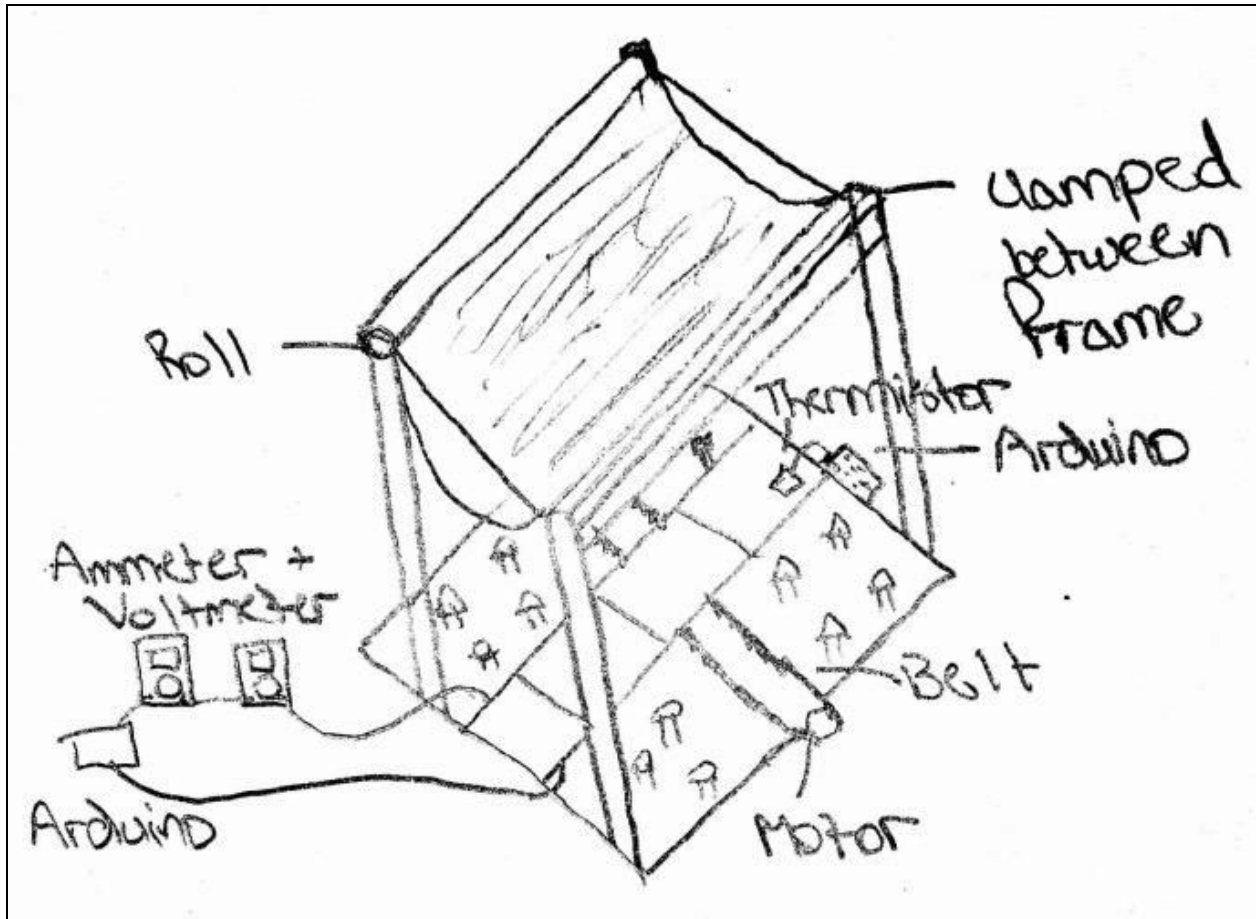 Clamped
between
Frame
Roll
Thermistor
Arduino
Ammeter +
Voltmeter
Belt
Arduino
Motor